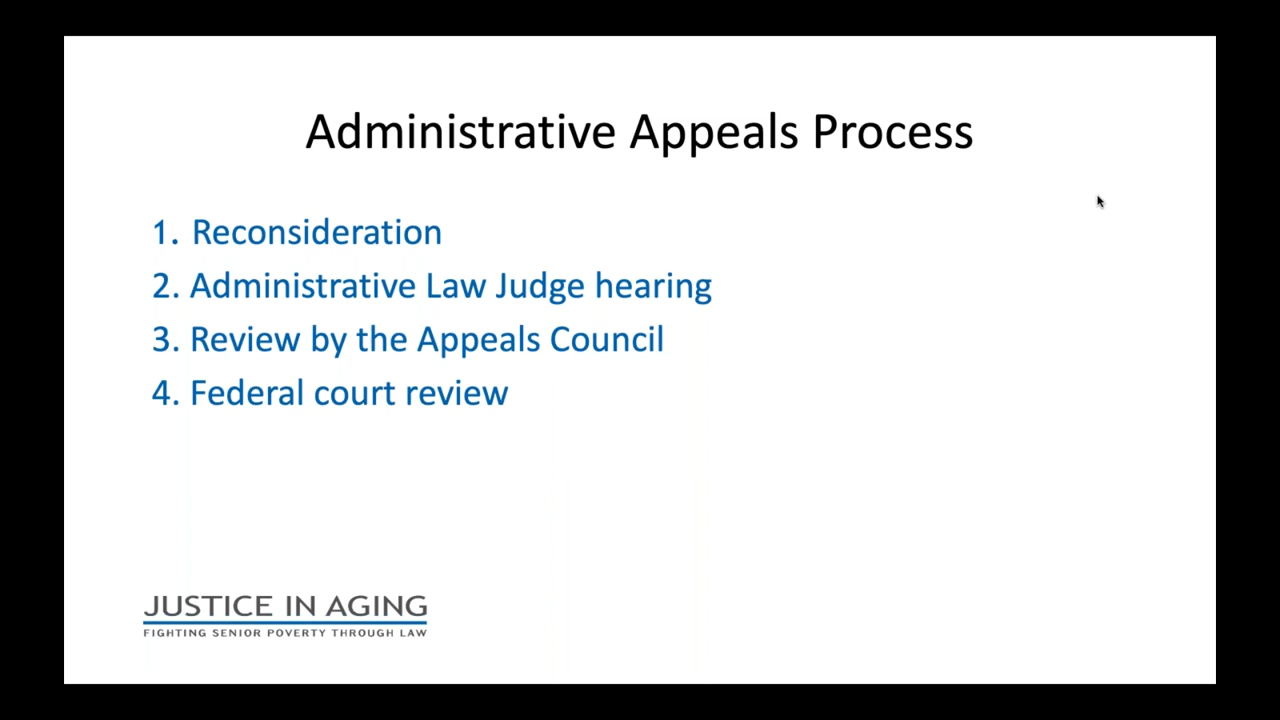 Administrative Appeals Process
1. Reconsideration
2. Administrative Law Judge hearing
3. Review by the Appeals Council
4. Federal court review
JUSTICE IN AGING
FIGHTING SENIOR POVERTY THROUGH LAW